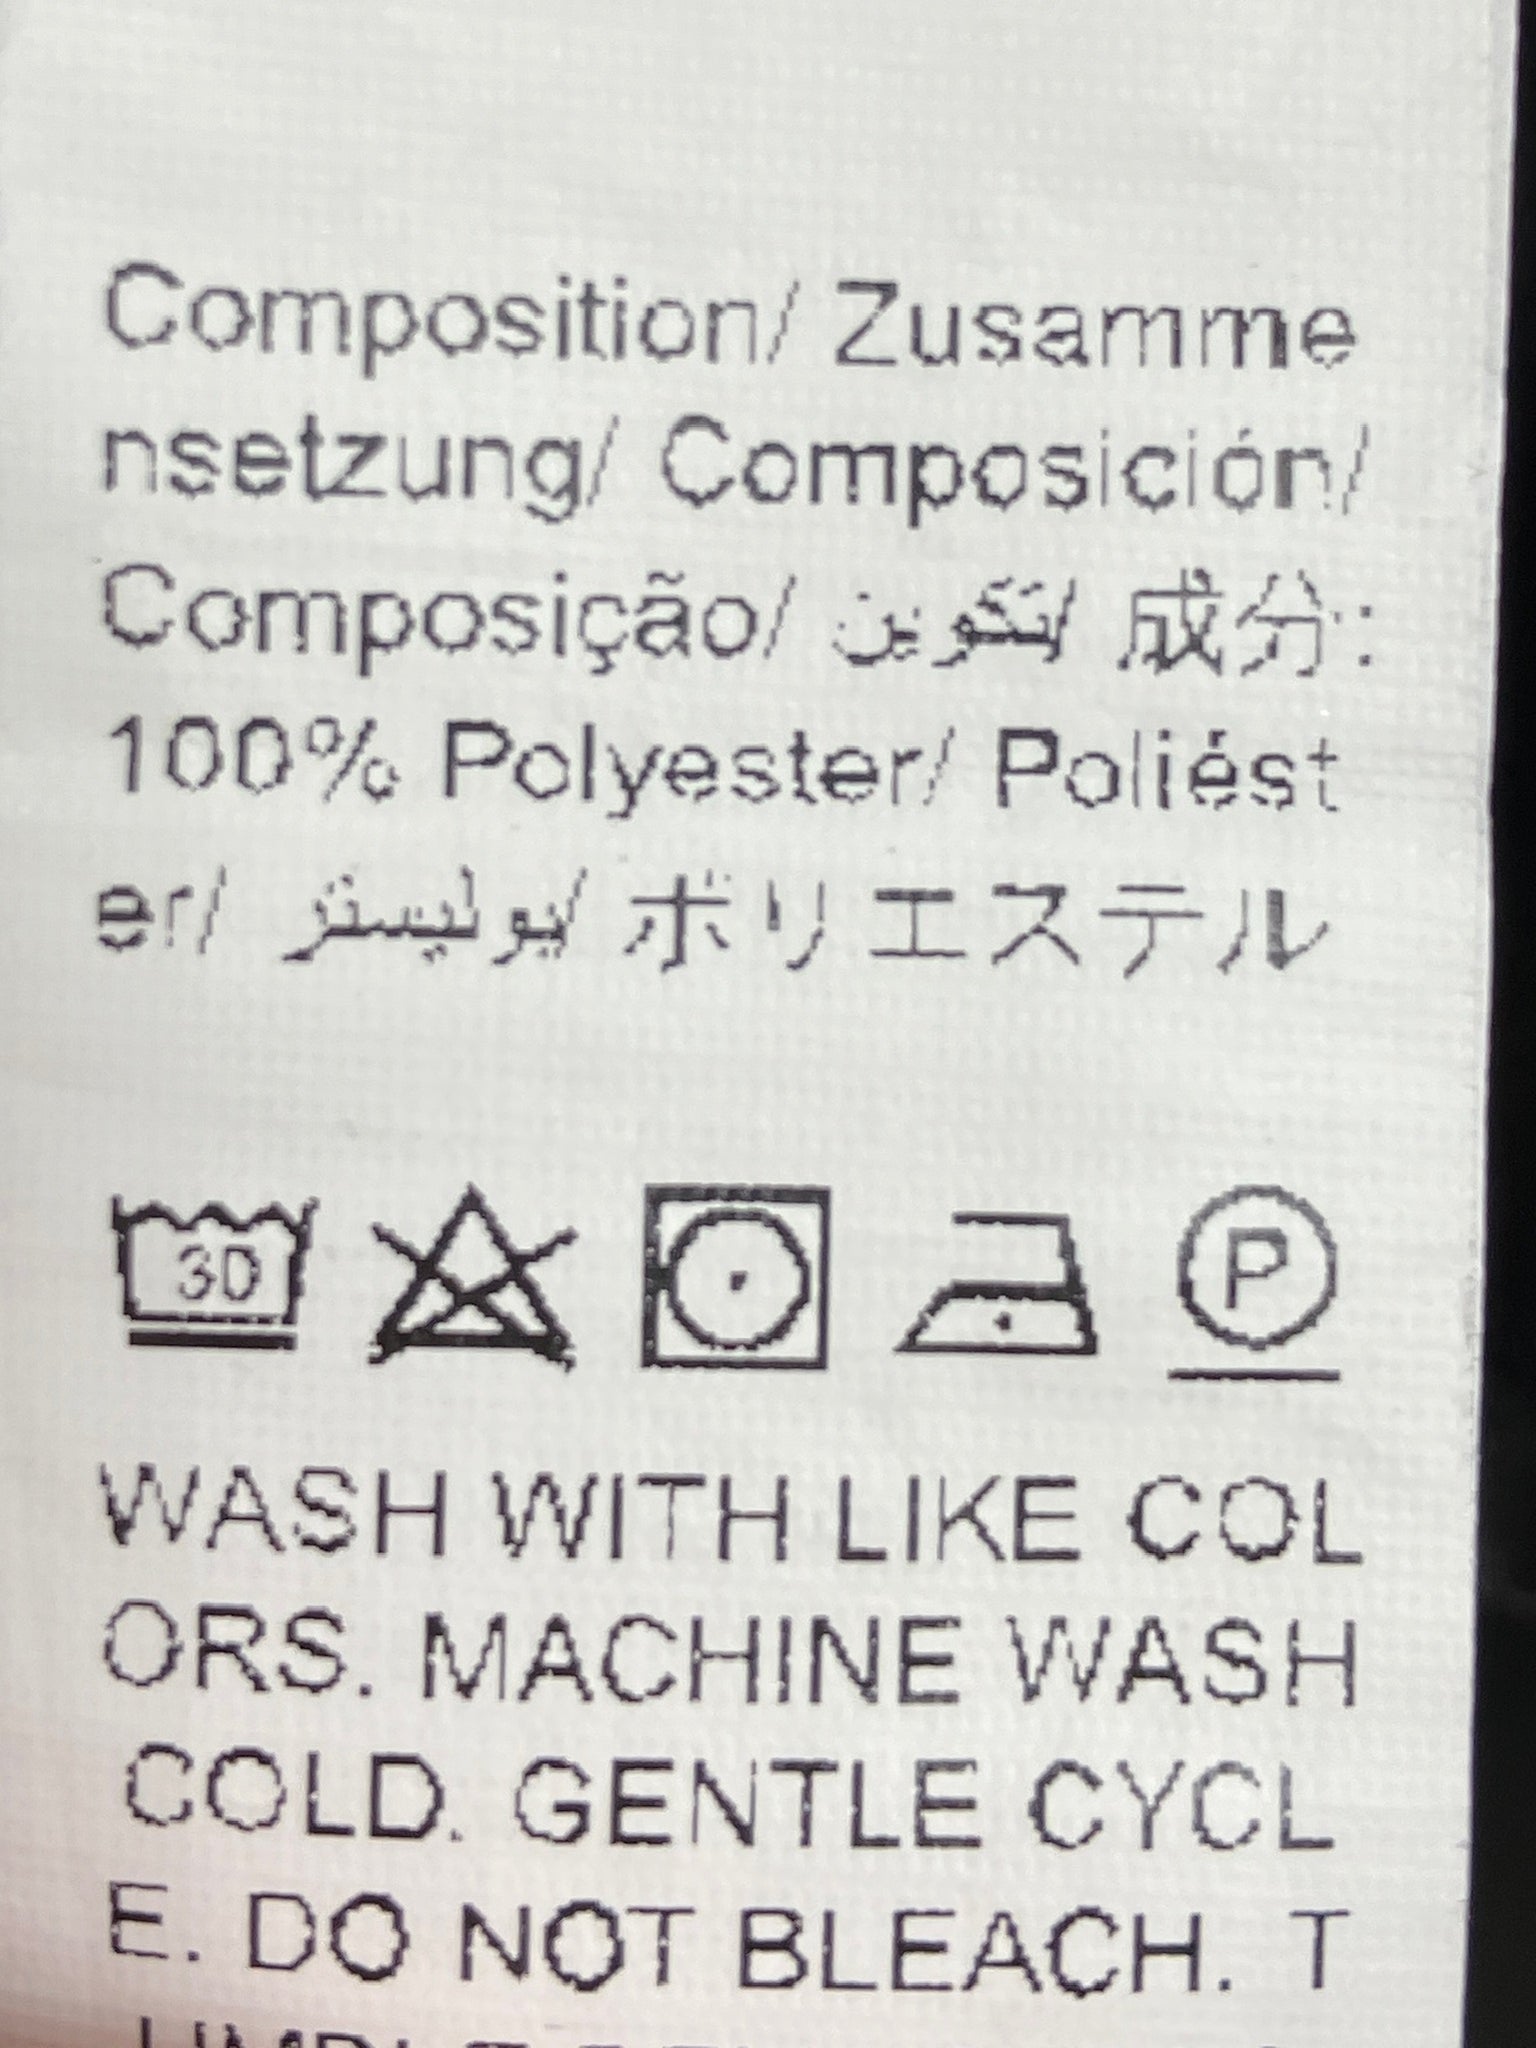 Composition/ Zusamme
nsetzung/ Composición/
Composição/ تكوين/ 成分:
100% Polyester/ Poliést
er/ بوليستر/ ポリエステル
30 P
WASH WITH LIKE COL
ORS. MACHINE WASH
COLD. GENTLE CYCL
E. DO NOT BLEACH. T